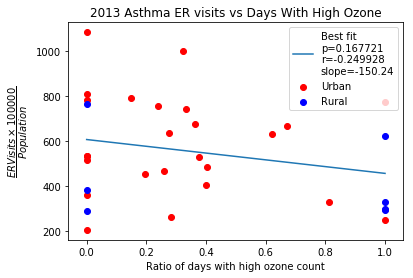 2013 Asthma ER visits vs Days With High Ozone
Best fit
p=0.167721
r=-0.249928
slope=-150.24
Urban
Rural
ERVisits × 100000
Population
1000
800
600
400
200
0.0 0.2 0.4 0.6 0.8 1.0
Ratio of days with high ozone count